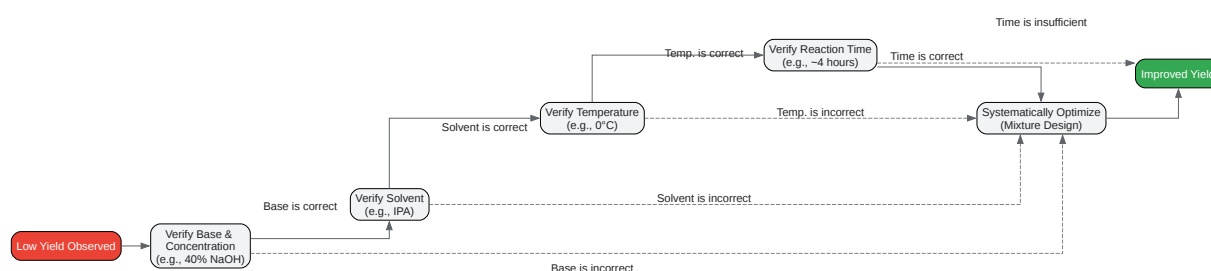 Time is insufficient
Temp. is correct
Verify Reaction Time
(e.g., ~4 hours)
Time is correct
Improved Yield
Verify Temperature
(e.g., 0°C)
Temp. is incorrect
Systematically Optimize
(Mixture Design)
Solvent is correct
Verify Solvent
(e.g., IPA)
Solvent is incorrect
Base is correct
Low Yield Observed
Verify Base &
Concentration
(e.g., 40% NaOH)
Base is incorrect